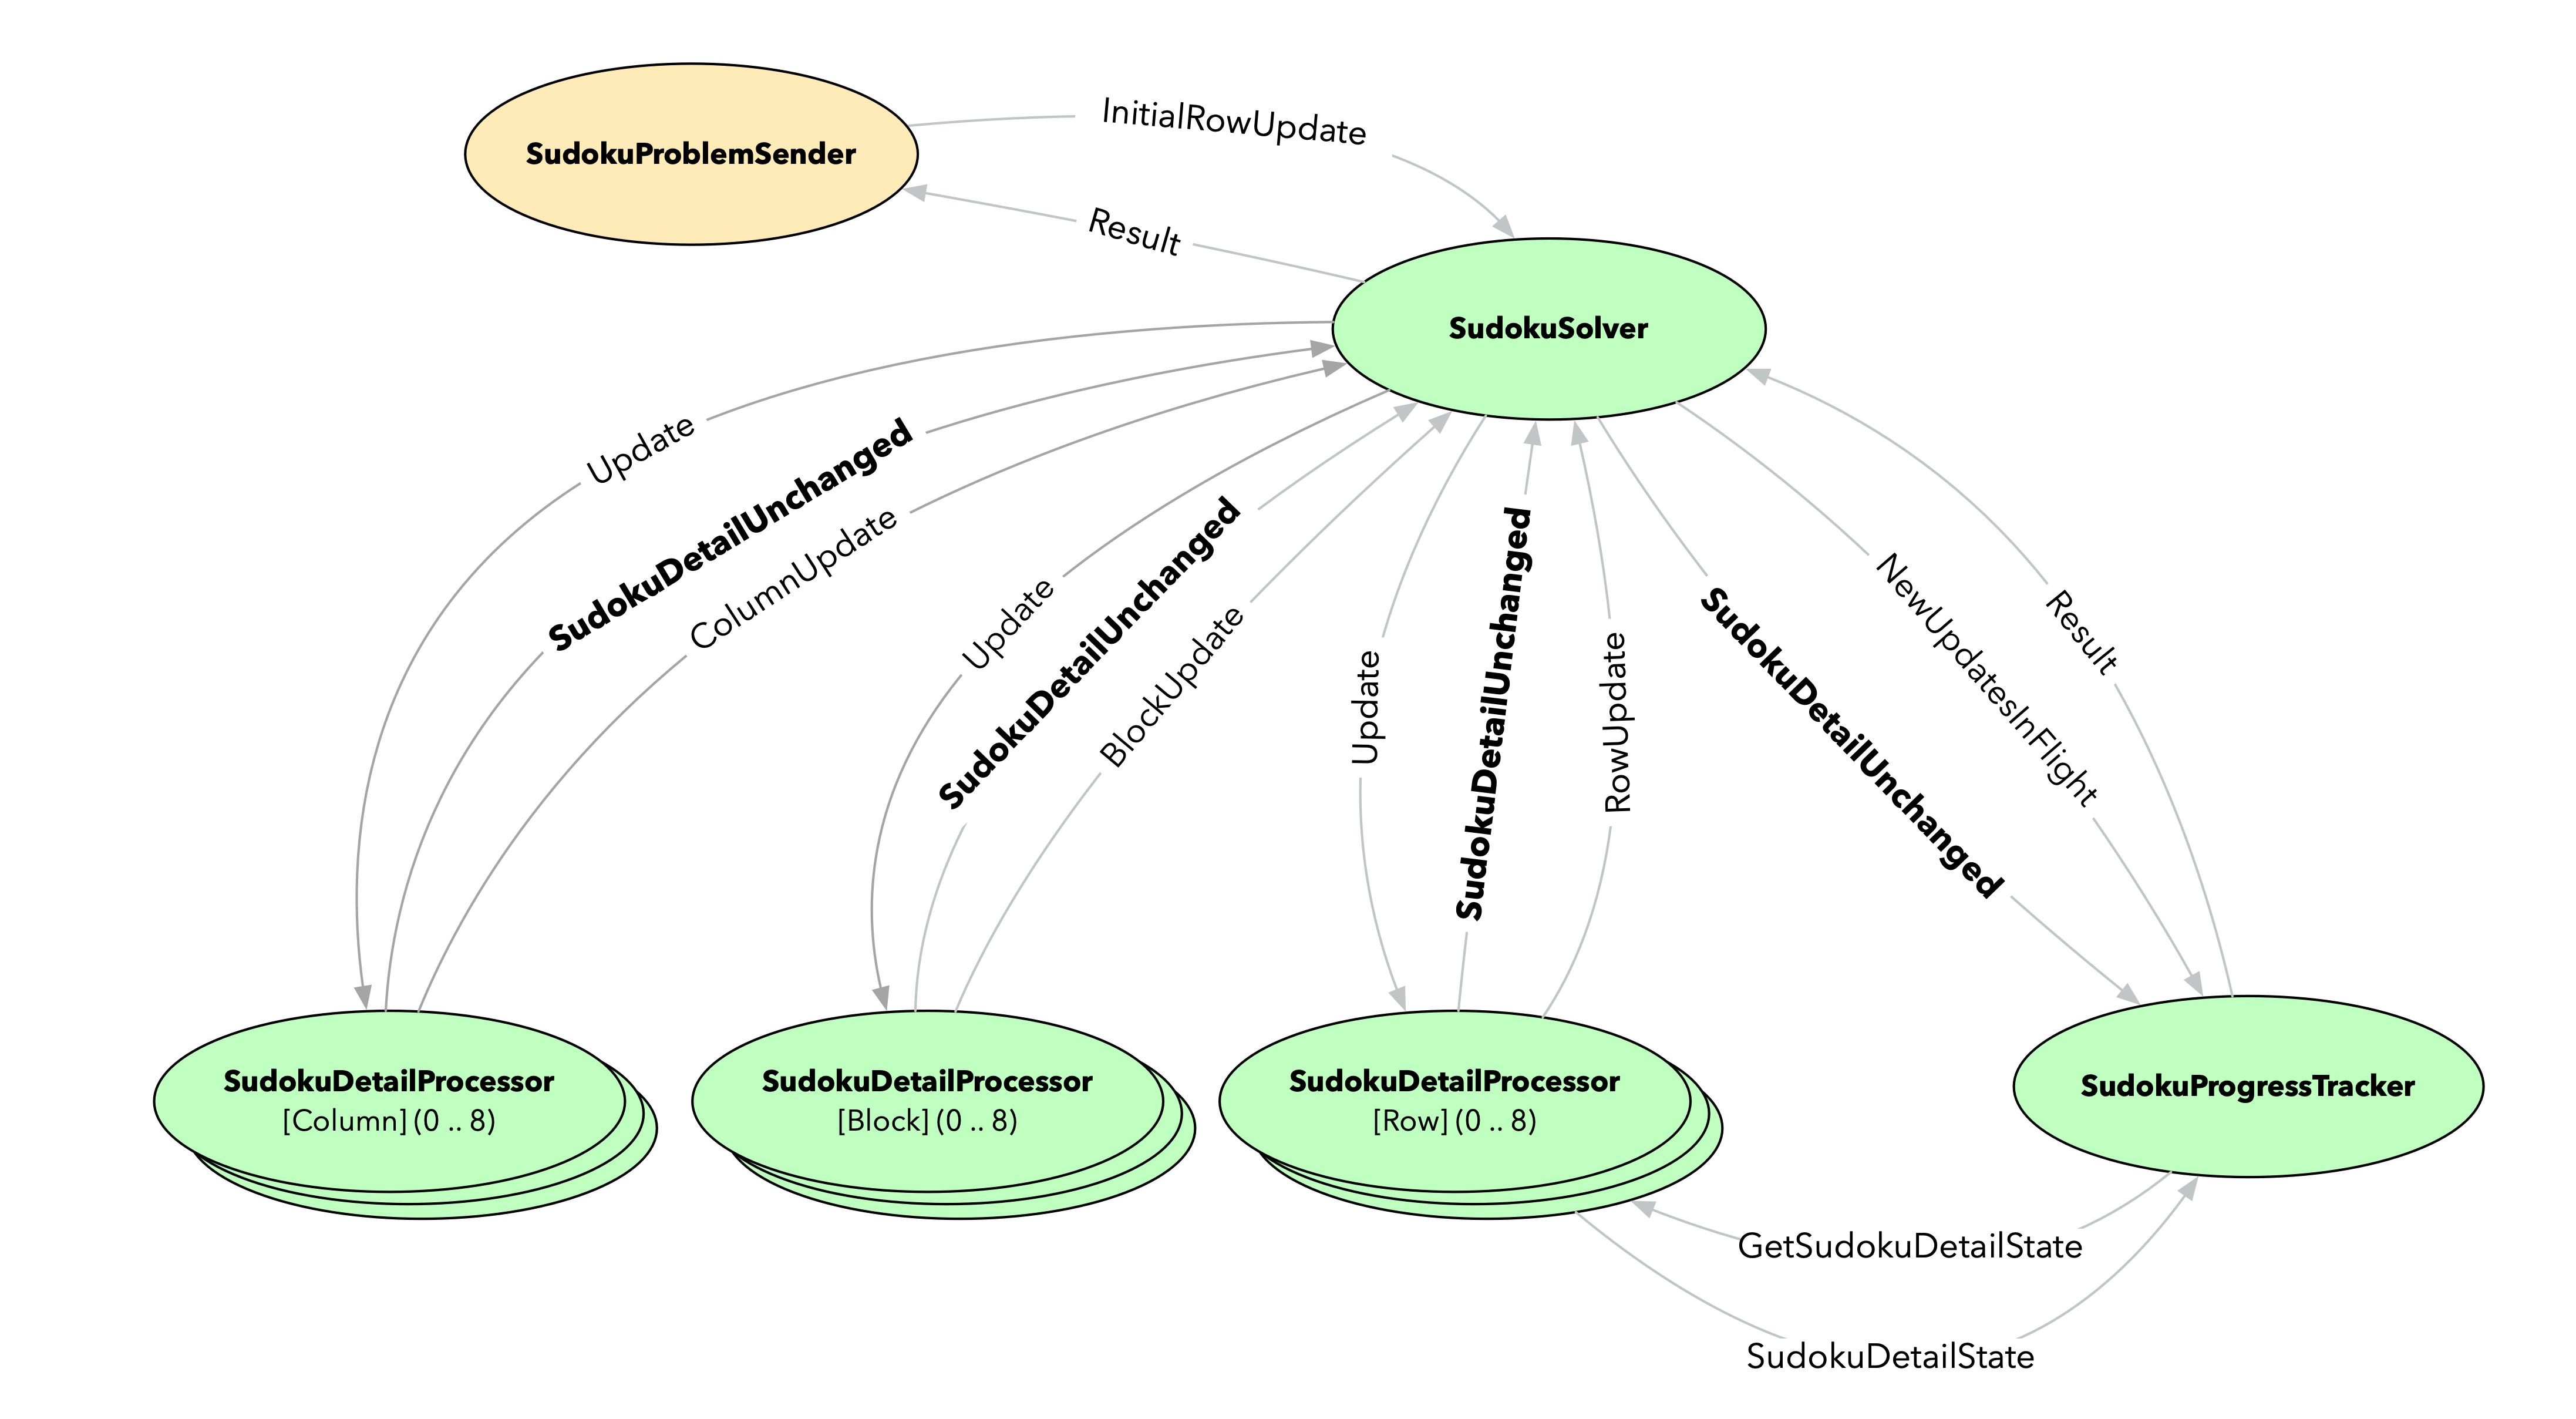 SudokuProblemSender
InitialRowUpdate
Result
SudokuSolver
Update
SudokuDetailUnchanged
ColumnUpdate
Update
SudokuDetailUnchanged
BlockUpdate
Update
SudokuDetailUnchanged
RowUpdate
SudokuDetailUnchanged
NewUpdatesInFlight
Result
SudokuDetailProcessor
[Column] (0 .. 8)
SudokuDetailProcessor
[Block] (0 .. 8)
SudokuDetailProcessor
[Row] (0 .. 8)
SudokuProgressTracker
GetSudokuDetailState
SudokuDetailState